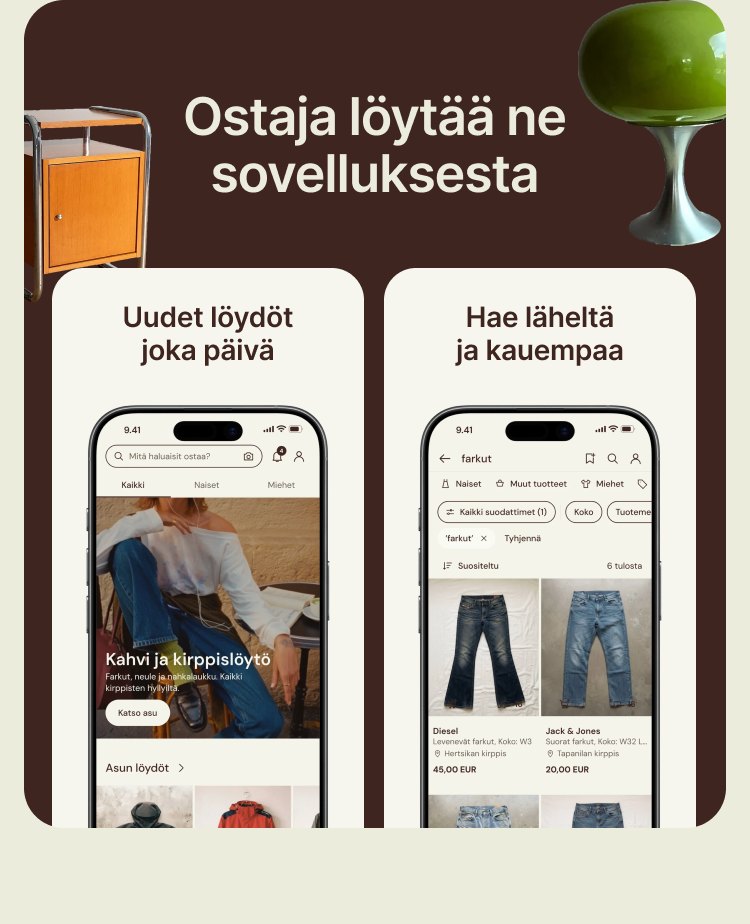 Ostaja löytää ne
sovelluksesta
Uudet löydöt
joka päivä
9.41
Mitä haluaisit ostaa?
4
Kaikki
Naiset
Miehet
Kahvi ja kirppislöytö
Farkut, neule ja nahkalaukku. Kaikki
kirppisten hyllyiltä.
Katso asu
Asun löydöt
Hae läheltä
ja kauempaa
9.41
farkut
Naiset
Muut tuotteet
Miehet
Kaikki suodattimet (1)
Koko
Tuoteme
'farkut'
Tyhjennä
Suositeltu
6 tulosta
Diesel
Levenevät farkut, Koko: W3
Hertsikan kirppis
45,00 EUR
Jack & Jones
Suorat farkut, Koko: W32 L...
Tapanilan kirppis
20,00 EUR